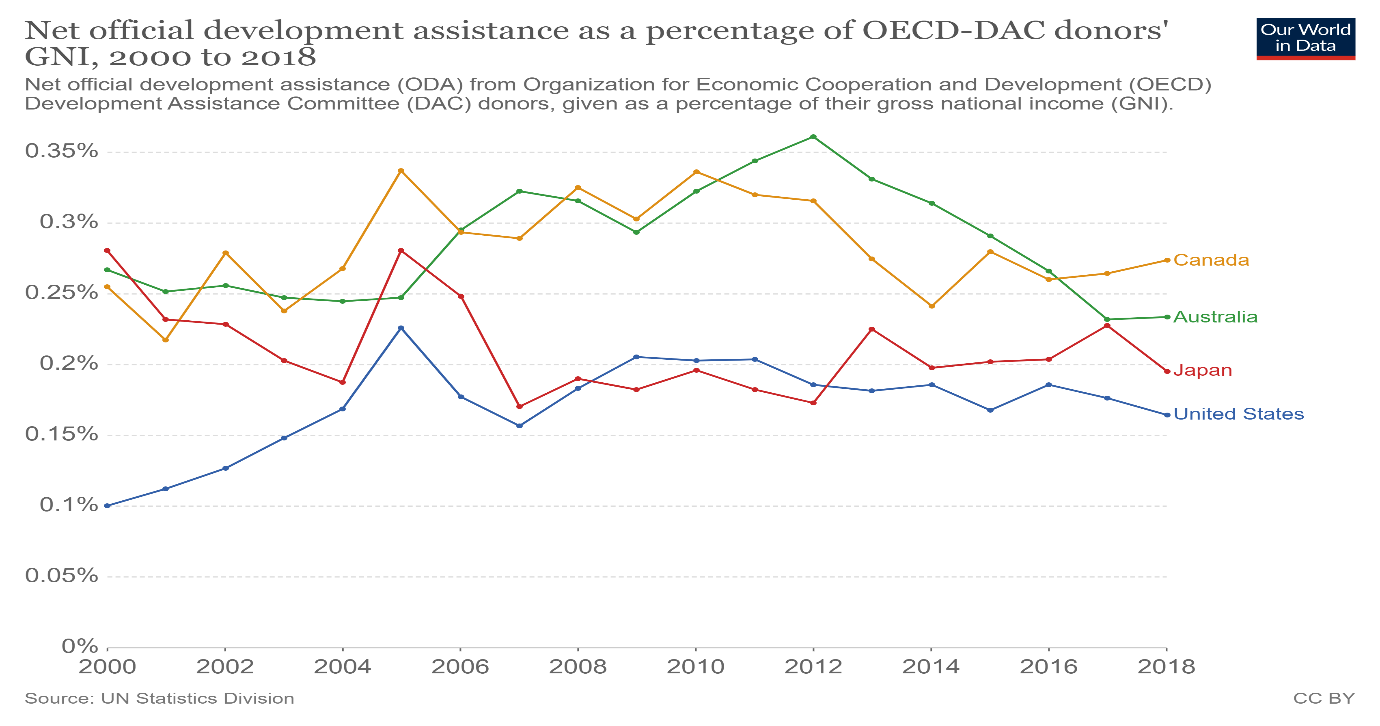 Net official development assistance as a percentage of OECD-DAC donors'
GNI, 2000 to 2018
Our World
in Data
Net official development assistance (ODA) from Organization for Economic Cooperation and Development (OECD)
Development Assistance Committee (DAC) donors, given as a percentage of their gross national income (GNI).
0.35%
0.3%
0.25%
0.2%
0.15%
0.1%
0.05%
0%
Canada
Australia
Japan
United States
2000 2002 2004 2006 2008 2010 2012 2014 2016 2018
Source: UN Statistics Division
CC BY